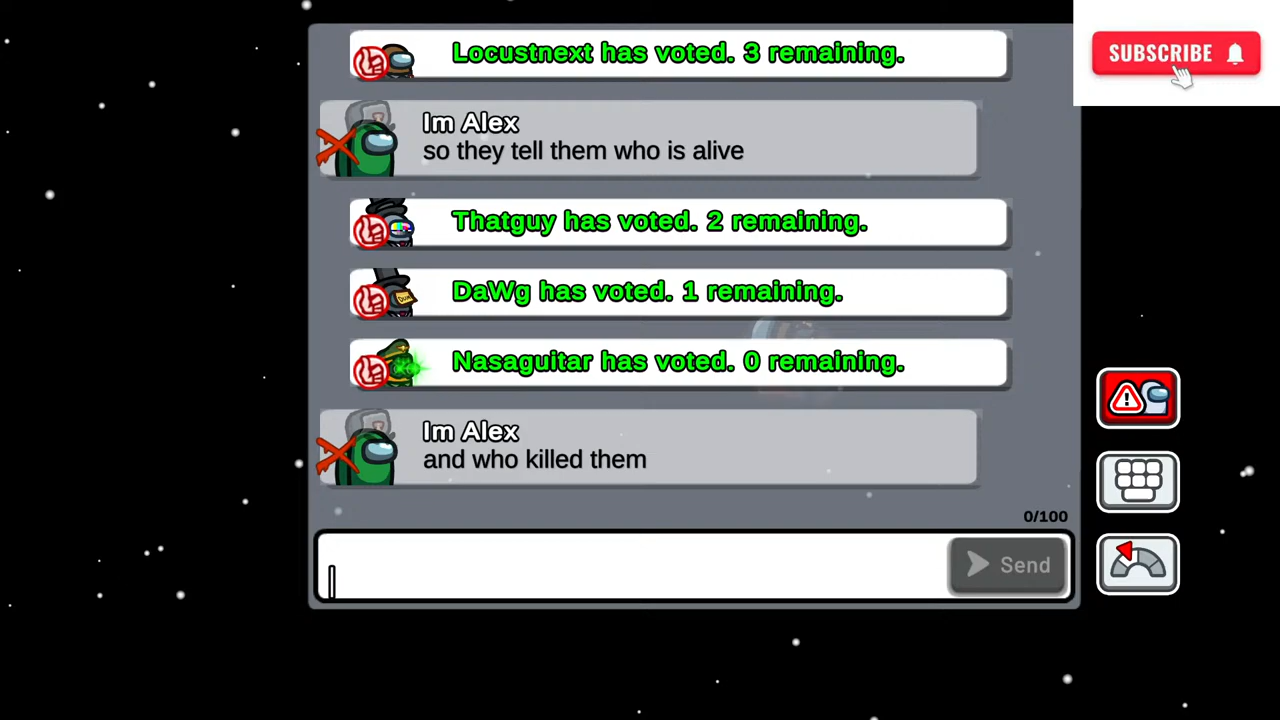 Locustnext has voted. 3 remaining.
SUBSCRIBE
Im Alex
so they tell them who is alive
Thatguy has voted. 2 remaining.
DaWg has voted. 1 remaining.
Nasaguitar has voted. 0 remaining.
Im Alex
and who killed them
0/100
Send